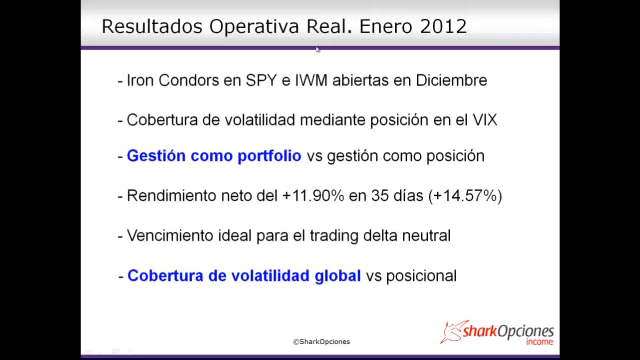 Resultados Operativa Real. Enero 2012
- Iron Condors en SPY e IWM abiertas en Diciembre
- Cobertura de volatilidad mediante posición en el VIX
- Gestión como portfolio vs gestión como posición
- Rendimiento neto del +11.90% en 35 días (+14.57%)
- Vencimiento ideal para el trading delta neutral
- Cobertura de volatilidad global vs posicional
©SharkOpciones
sharkOpciones
income